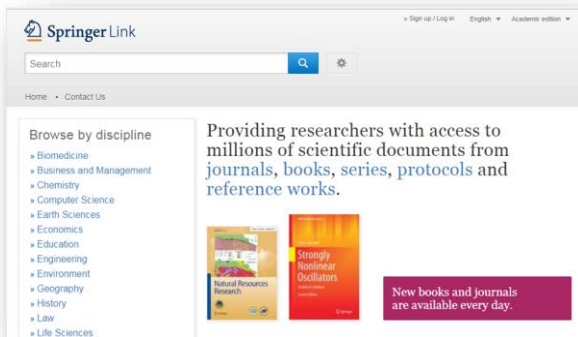 » Sign up / Log in English Academic edition
Springer Link
Search
Home • Contact Us
Browse by discipline
» Biomedicine
» Business and Management
» Chemistry
» Computer Science
» Earth Sciences
» Economics
» Education
» Engineering
» Environment
» Geography
» History
» Law
» Life Sciences
Providing researchers with access to
millions of scientific documents from
journals, books, series, protocols and
reference works.
Natural Resources
Research
Strongly
Nonlinear
Oscillators
Springer
New books and journals
are available every day.